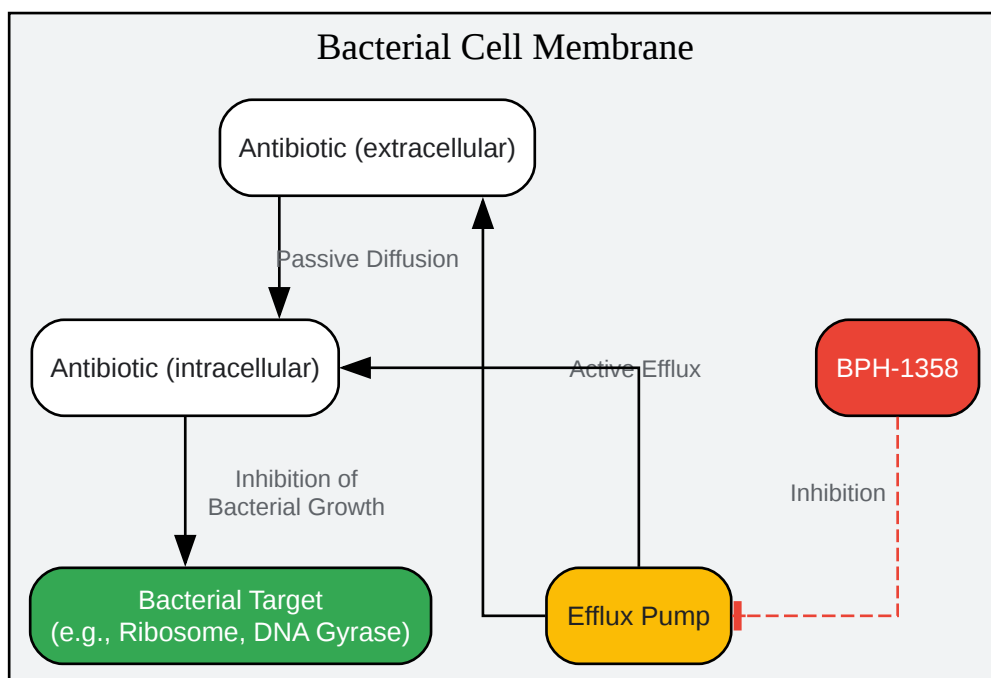 Bacterial Cell Membrane
Antibiotic (extracellular)
Passive Diffusion
Antibiotic (intracellular)
Active Efflux
BPH-1358
Inhibition of
Bacterial Growth
Inhibition
Bacterial Target
(e.g., Ribosome, DNA Gyrase)
Efflux Pump